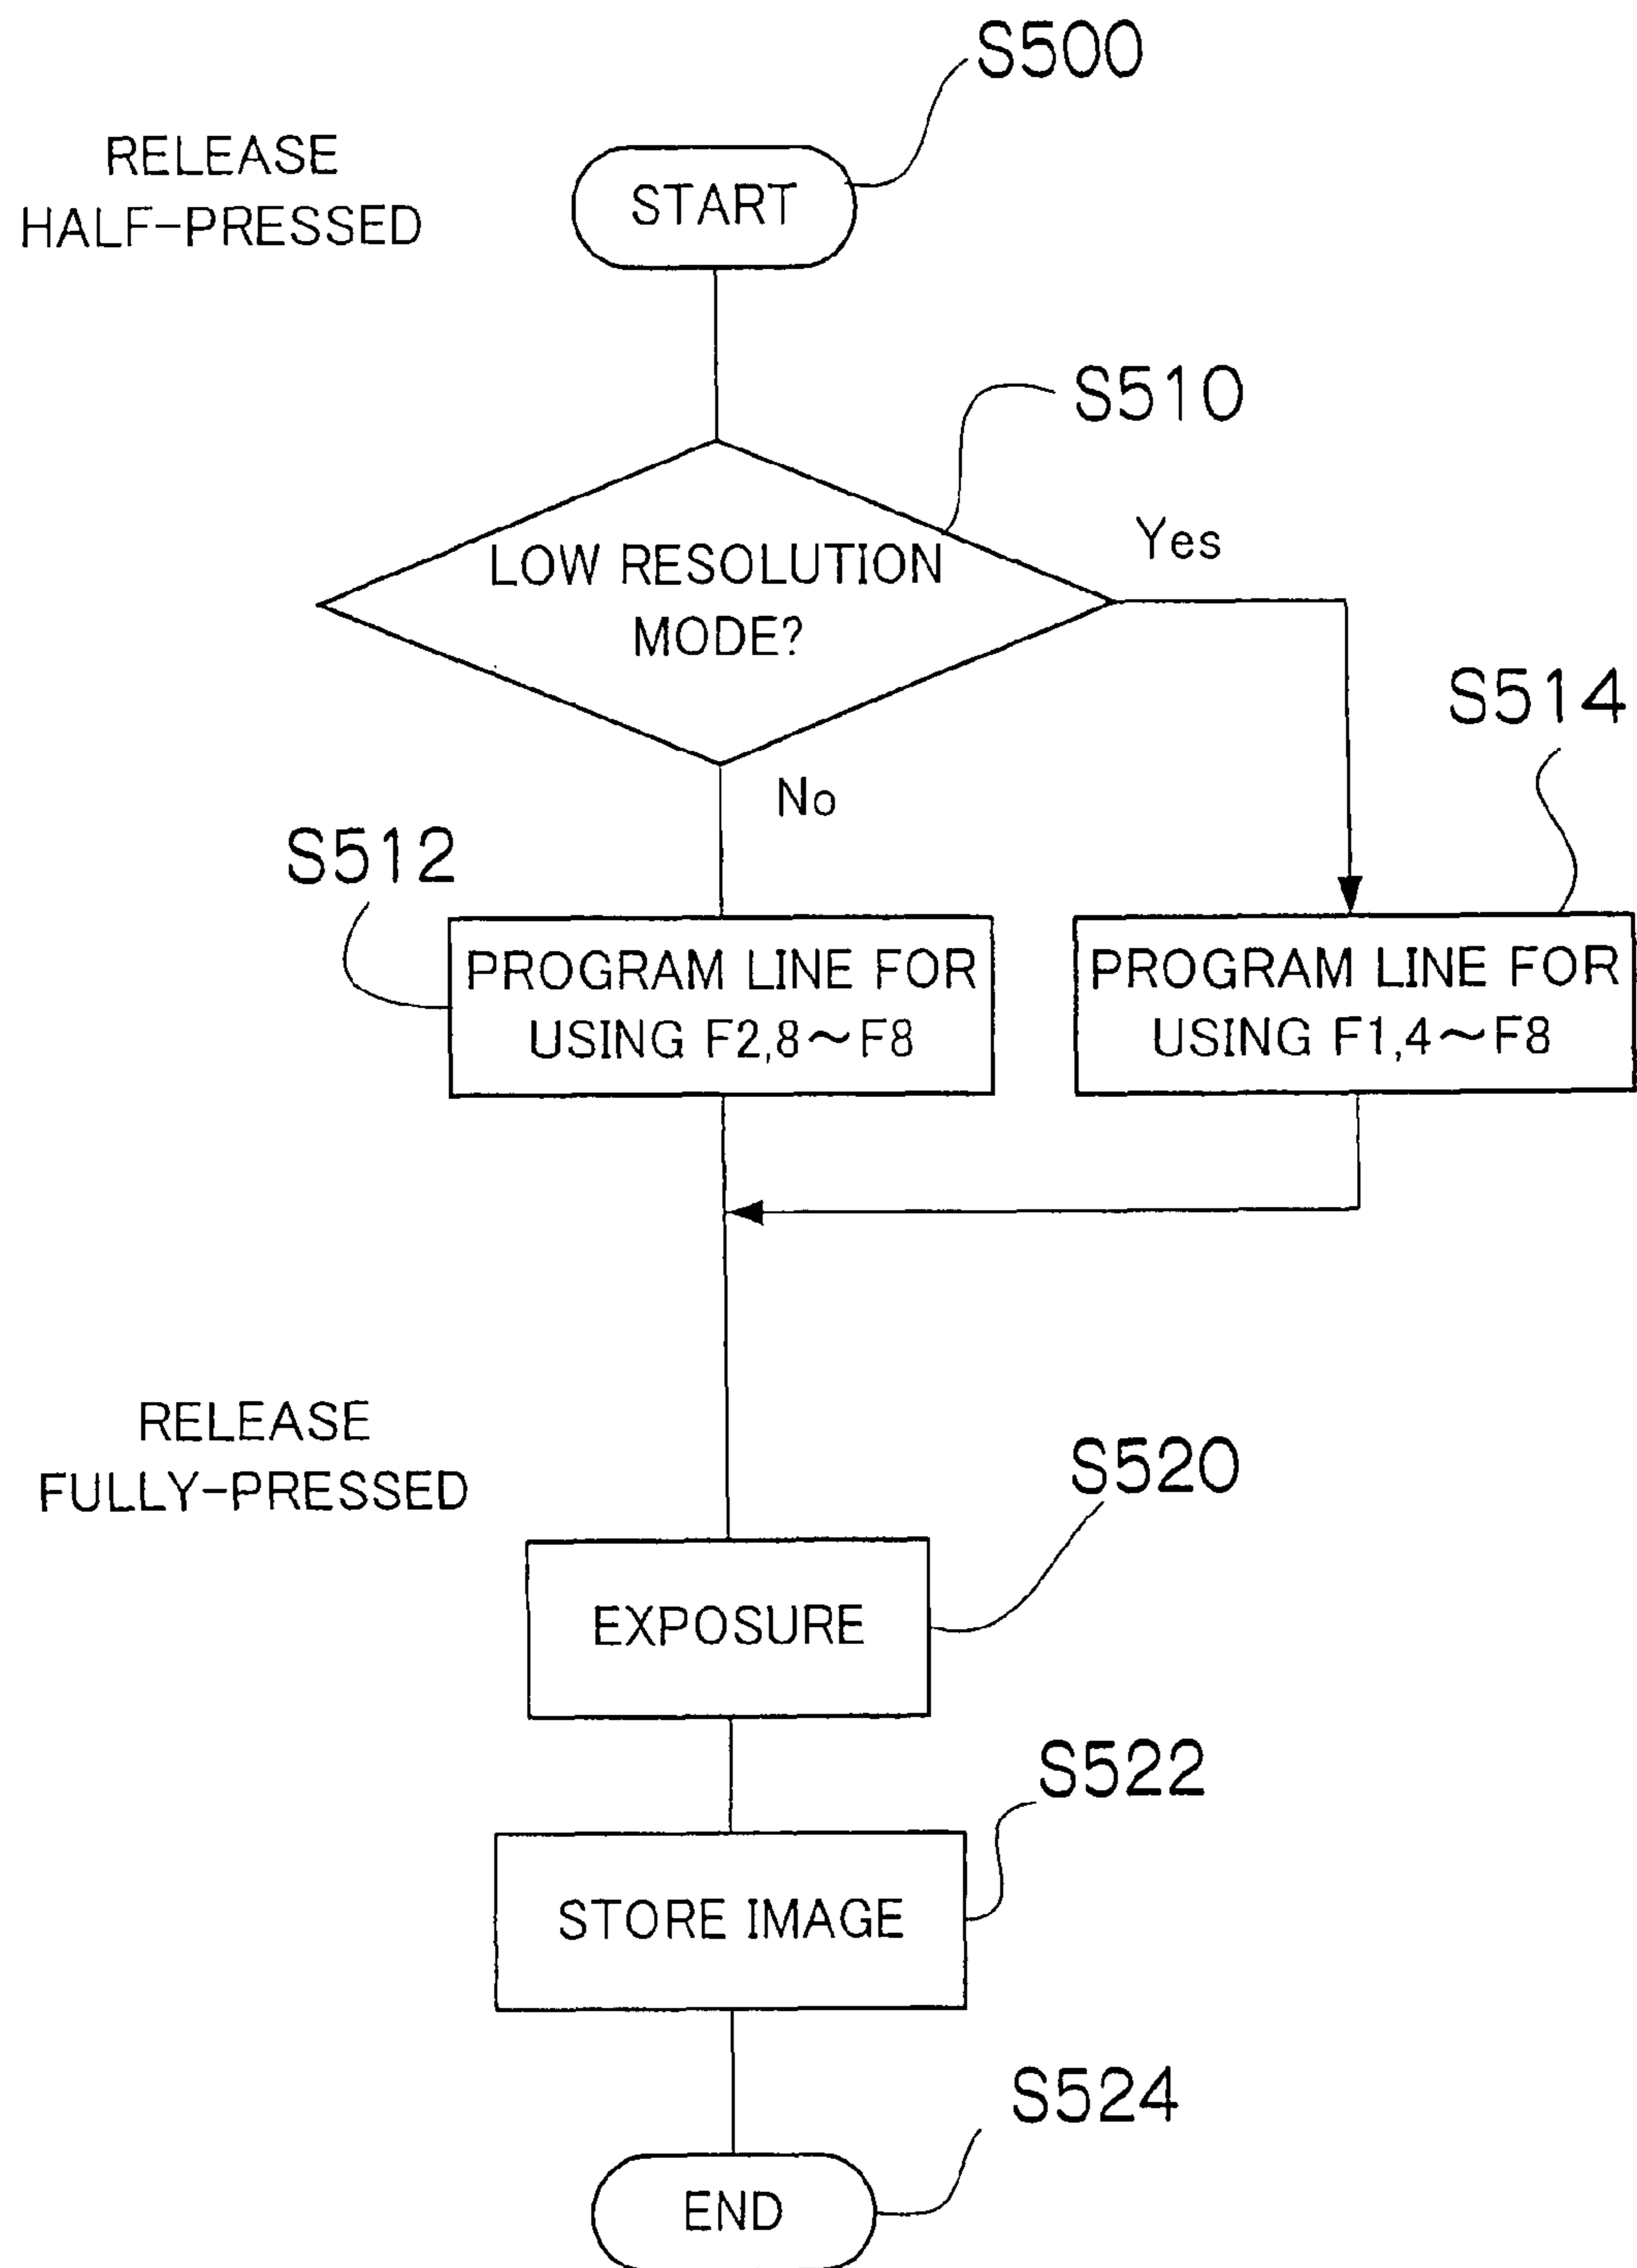 S500
RELEASE
HALF-PRESSED
START
S510
LOW RESOLUTION
MODE?
Yes
No
S514
S512
PROGRAM LINE FOR
USING F2,8~F8
PROGRAM LINE FOR
USING F1,4~F8
RELEASE
FULLY-PRESSED
S520
EXPOSURE
S522
STORE IMAGE
S524
END